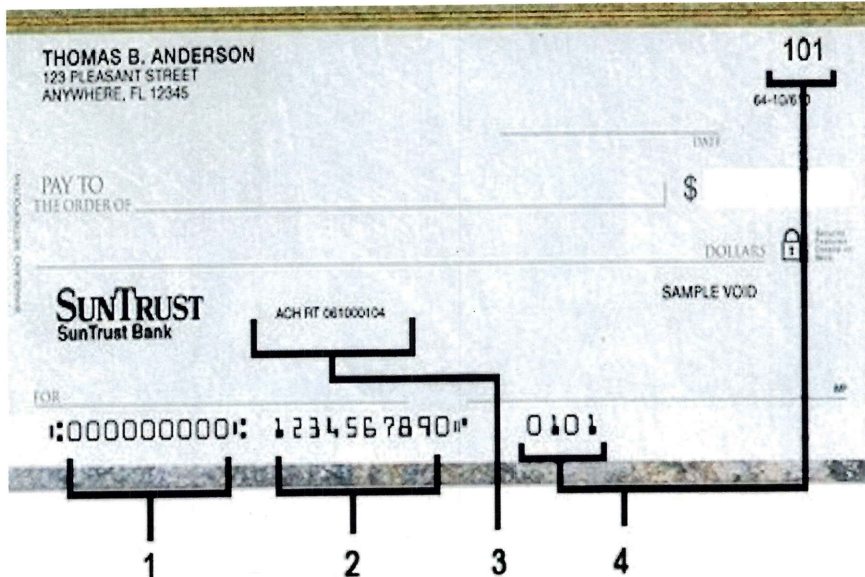 THOMAS B. ANDERSON
123 PLEASANT STREET
ANYWHERE, FL 12345
101
DATE
PAY TO
THE ORDER OF
$
DOLLARS
SUNTRUST
SunTrust Bank
ACH RT 061000104
SAMPLE VOID
FOR
MP
⑆000000000⑆ 1234567890⑈ 0101
1 2 3 4